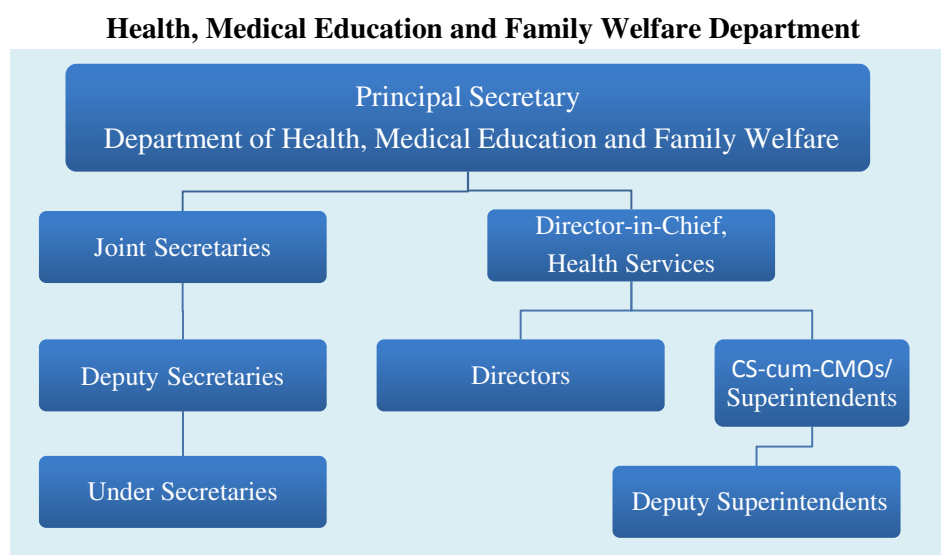 Health, Medical Education and Family Welfare Department
Principal Secretary
Department of Health, Medical Education and Family Welfare
Joint Secretaries
Director-in-Chief,
Health Services
Deputy Secretaries
Directors
CS-cum-CMOs/
Superintendents
Under Secretaries
Deputy Superintendents